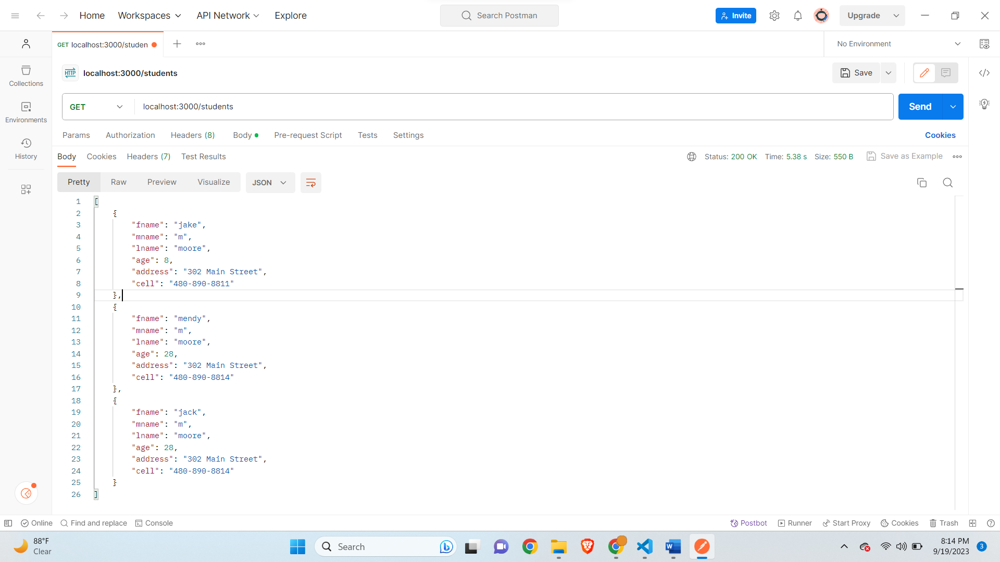 Home Workspaces API Network Explore Search Postman Invite Upgrade
GET localhost:3000/studen No Environment
HTTP localhost:3000/students Save
Collections
GET localhost:3000/students Send
Environments
Params Authorization Headers (8) Body Pre-request Script Tests Settings Cookies
History
Body Cookies Headers (7) Test Results Status: 200 OK Time: 5.38 s Size: 550 B Save as Example
Pretty Raw Preview Visualize JSON
1 [
2 {
3 "fname": "jake",
4 "mname": "m",
5 "lname": "moore",
6 "age": 8,
7 "address": "302 Main Street",
8 "cell": "480-890-8811"
9 },
10 {
11 "fname": "mendy",
12 "mname": "m",
13 "lname": "moore",
14 "age": 28,
15 "address": "302 Main Street",
16 "cell": "480-890-8814"
17 },
18 {
19 "fname": "jack",
20 "mname": "m",
21 "lname": "moore",
22 "age": 28,
23 "address": "302 Main Street",
24 "cell": "480-890-8814"
25 }
26 ]
Online Find and replace Console Postbot Runner Start Proxy Cookies Trash
88°F
Clear
Search
W
8:14 PM
9/19/2023
3